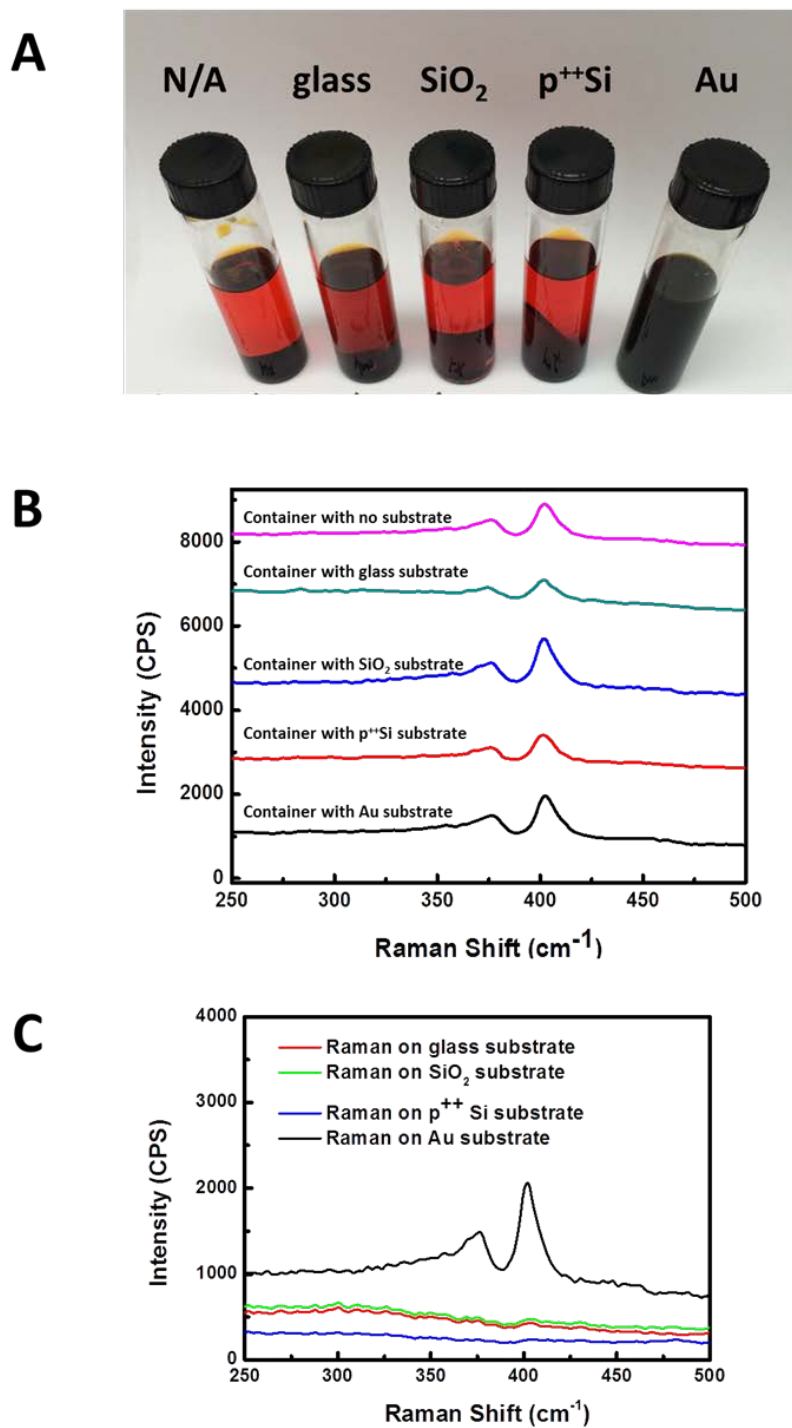 A
N/A glass SiO₂ p⁺⁺Si Au
B
Container with no substrate
Container with glass substrate
Container with SiO₂ substrate
Container with p⁺⁺Si substrate
Container with Au substrate
8000
6000
4000
2000
0
Intensity (CPS)
250 300 350 400 450 500
Raman Shift (cm⁻¹)
C
4000
3000
2000
1000
0
Intensity (CPS)
Raman on glass substrate
Raman on SiO₂ substrate
Raman on p⁺⁺ Si substrate
Raman on Au substrate
250 300 350 400 450 500
Raman Shift (cm⁻¹)